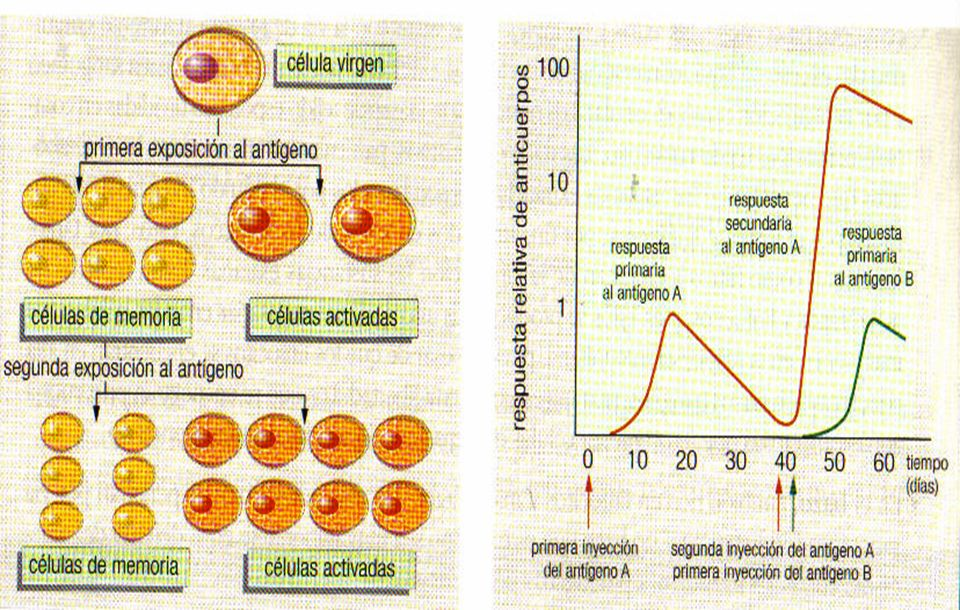 célula virgen
primera exposición al antígeno
células de memoria
células activadas
segunda exposición al antígeno
células de memoria
células activadas
respuesta relativa de anticuerpos
100
10
1
respuesta
primaria
al antígeno A
respuesta
secundaria
al antígeno A
respuesta
primaria
al antígeno B
0 10 20 30 40 50 60 tiempo
(días)
primera inyección
del antígeno A
segunda inyección del antígeno A
primera inyección del antígeno B